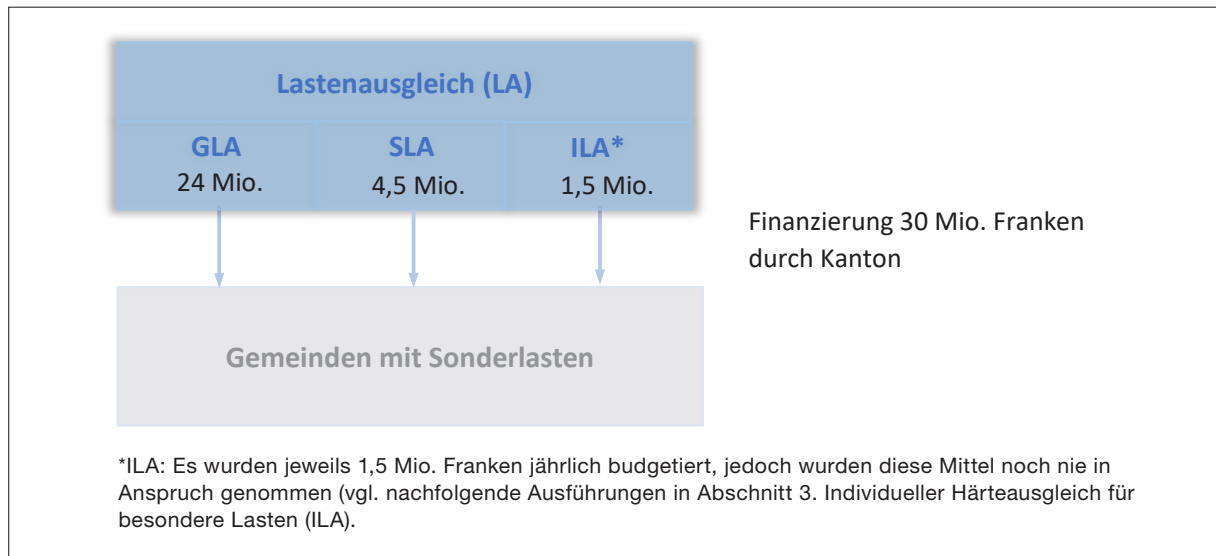 Lastenausgleich (LA)
GLA SLA ILA*
24 Mio. 4,5 Mio. 1,5 Mio.
Finanzierung 30 Mio. Franken
durch Kanton
Gemeinden mit Sonderlasten
*ILA: Es wurden jeweils 1,5 Mio. Franken jährlich budgetiert, jedoch wurden diese Mittel noch nie in
Anspruch genommen (vgl. nachfolgende Ausführungen in Abschnitt 3. Individueller Härteausgleich für
besondere Lasten (ILA).